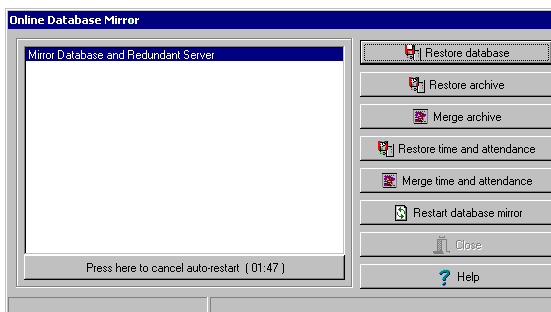 Online Database Mirror
Mirror Database and Redundant Server
Restore database
Restore archive
Merge archive
Restore time and attendance
Merge time and attendance
Restart database mirror
Close
Press here to cancel auto-restart ( 01:47 )
Help